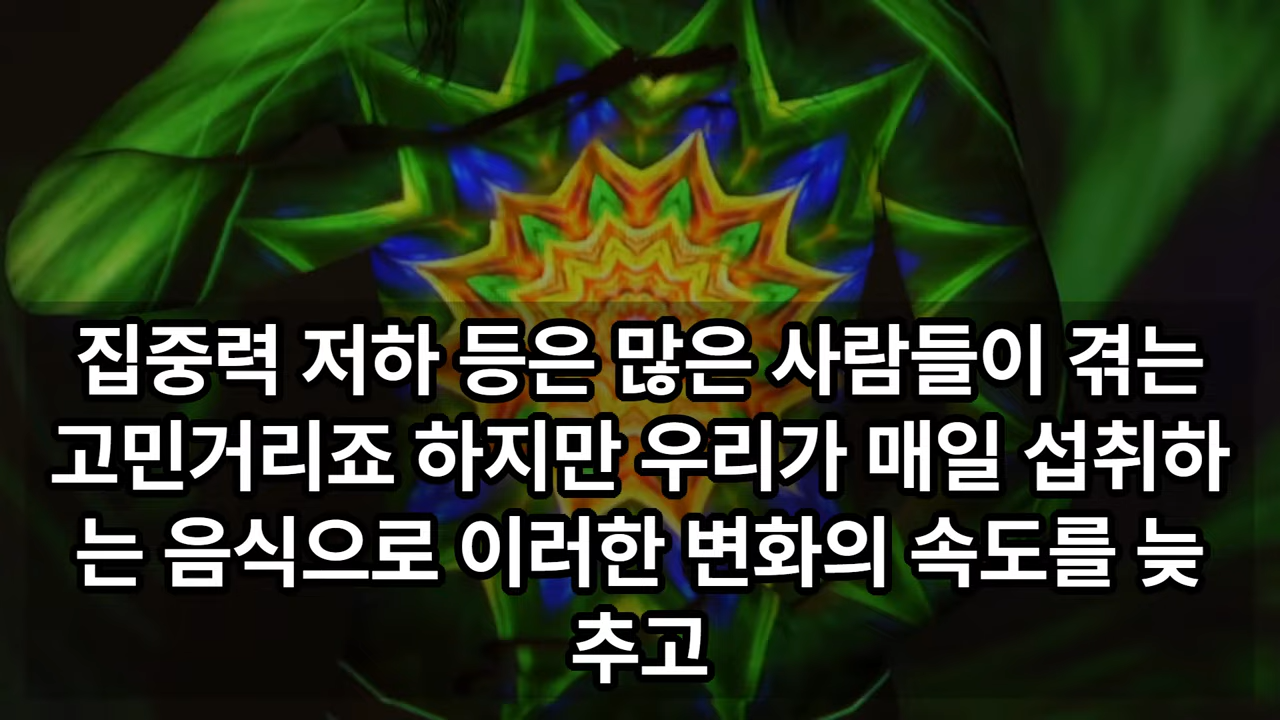 집중력 저하 등은 많은 사람들이 겪는
고민거리죠 하지만 우리가 매일 섭취하
는 음식으로 이러한 변화의 속도를 늦
추고